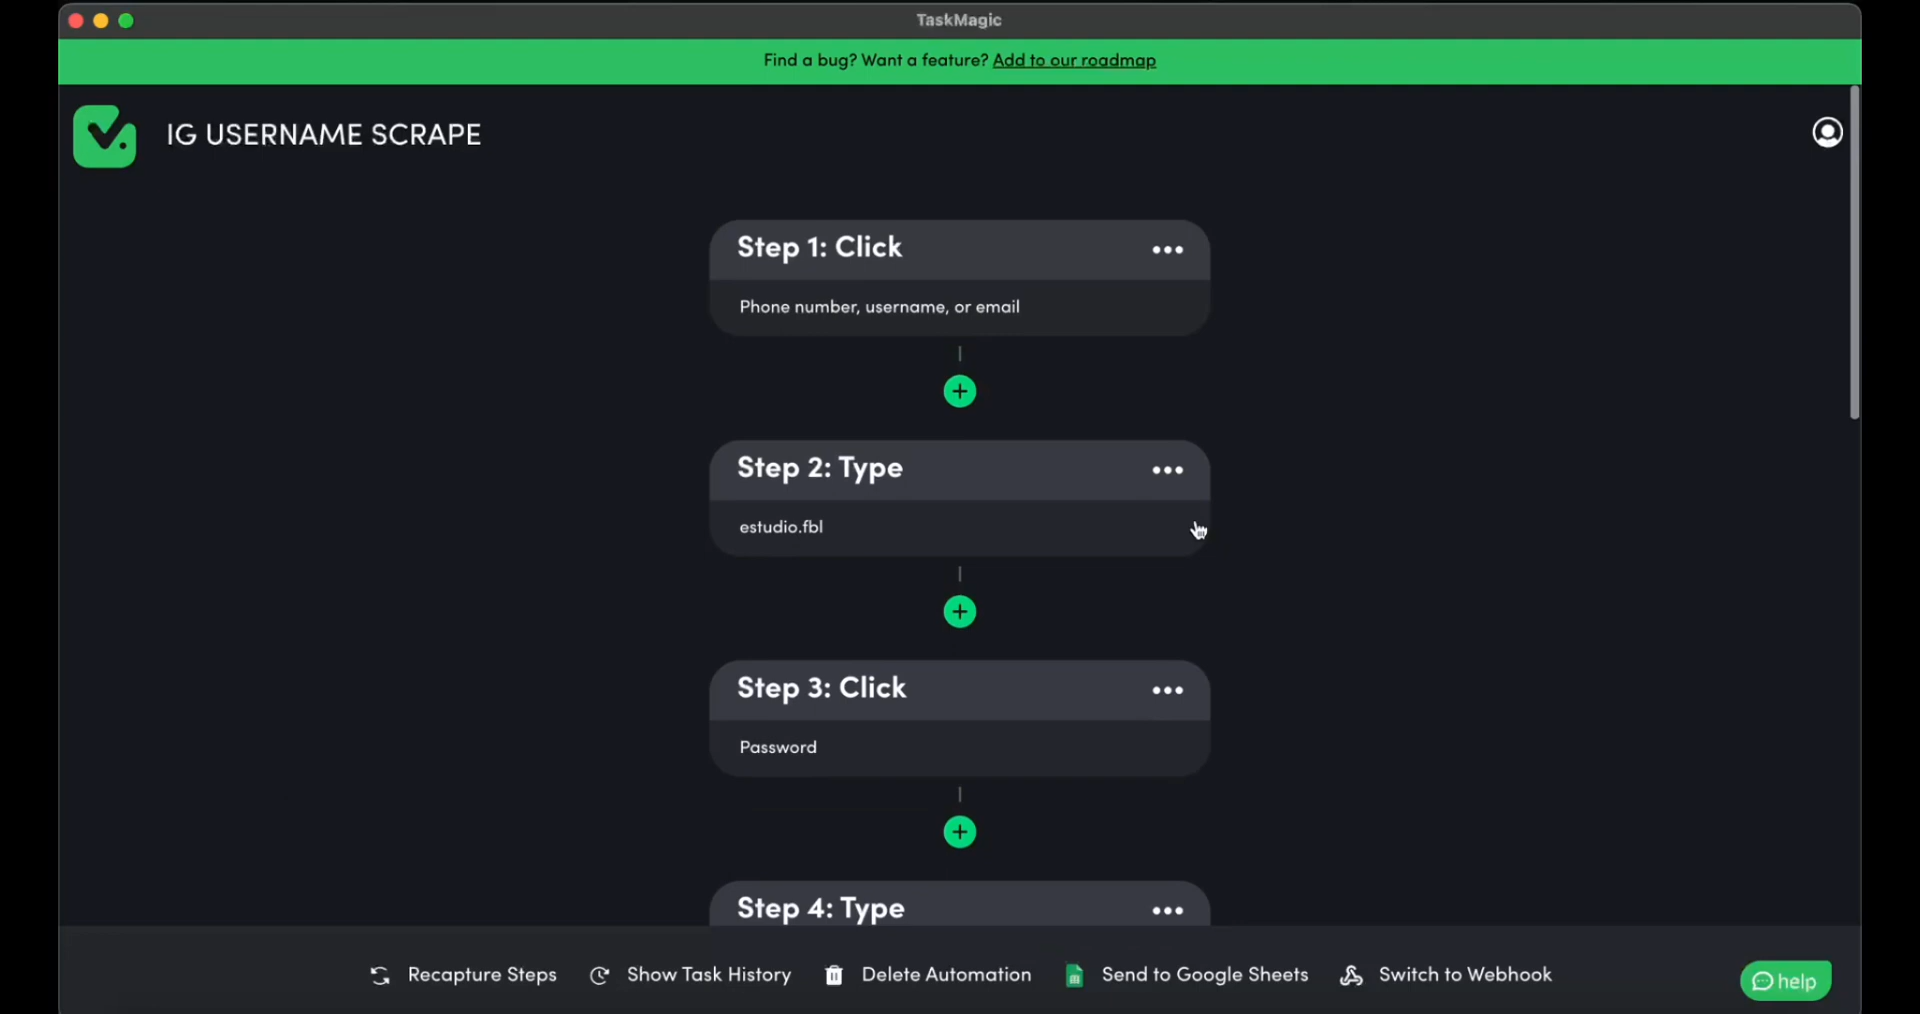 TaskMagic
Find a bug? Want a feature? Add to our roadmap
IG USERNAME SCRAPE
Step 1: Click
Phone number, username, or email
Step 2: Type
estudio.fbl
Step 3: Click
Password
Step 4: Type
Recapture Steps
Show Task History
Delete Automation
Send to Google Sheets
Switch to Webhook
help